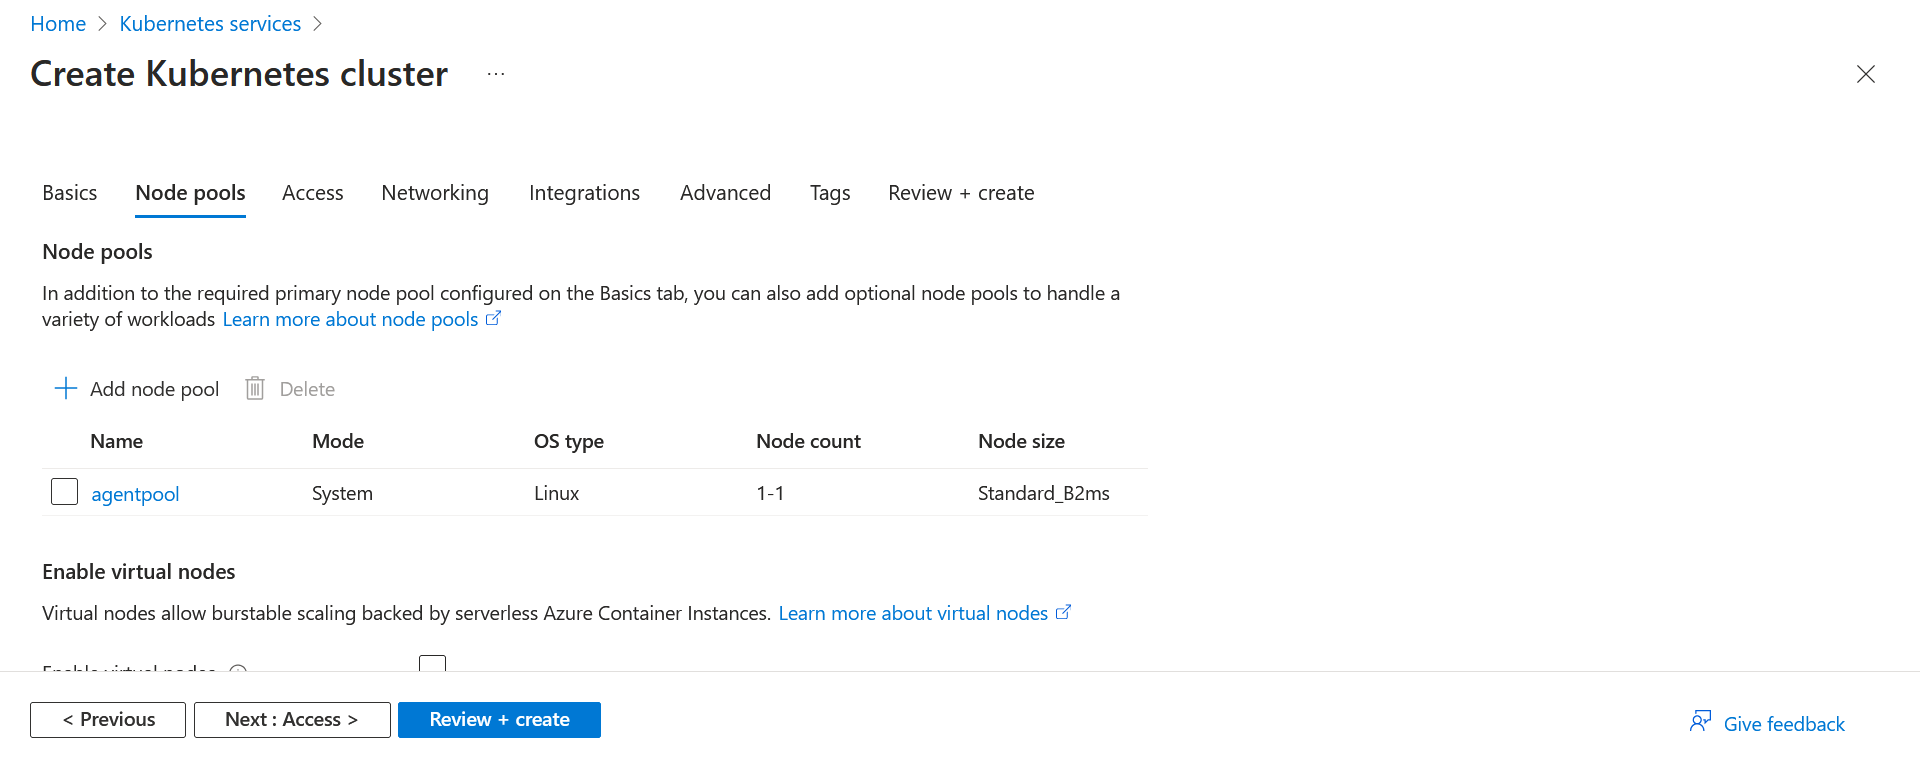 Home > Kubernetes services >
Create Kubernetes cluster ...
Basics Node pools Access Networking Integrations Advanced Tags Review + create
Node pools
In addition to the required primary node pool configured on the Basics tab, you can also add optional node pools to handle a
variety of workloads Learn more about node pools
Add node pool Delete
Name Mode OS type Node count Node size
agentpool System Linux 1-1 Standard_B2ms
Enable virtual nodes
Virtual nodes allow burstable scaling backed by serverless Azure Container Instances. Learn more about virtual nodes
Enable virtual nodes
< Previous Next : Access > Review + create Give feedback